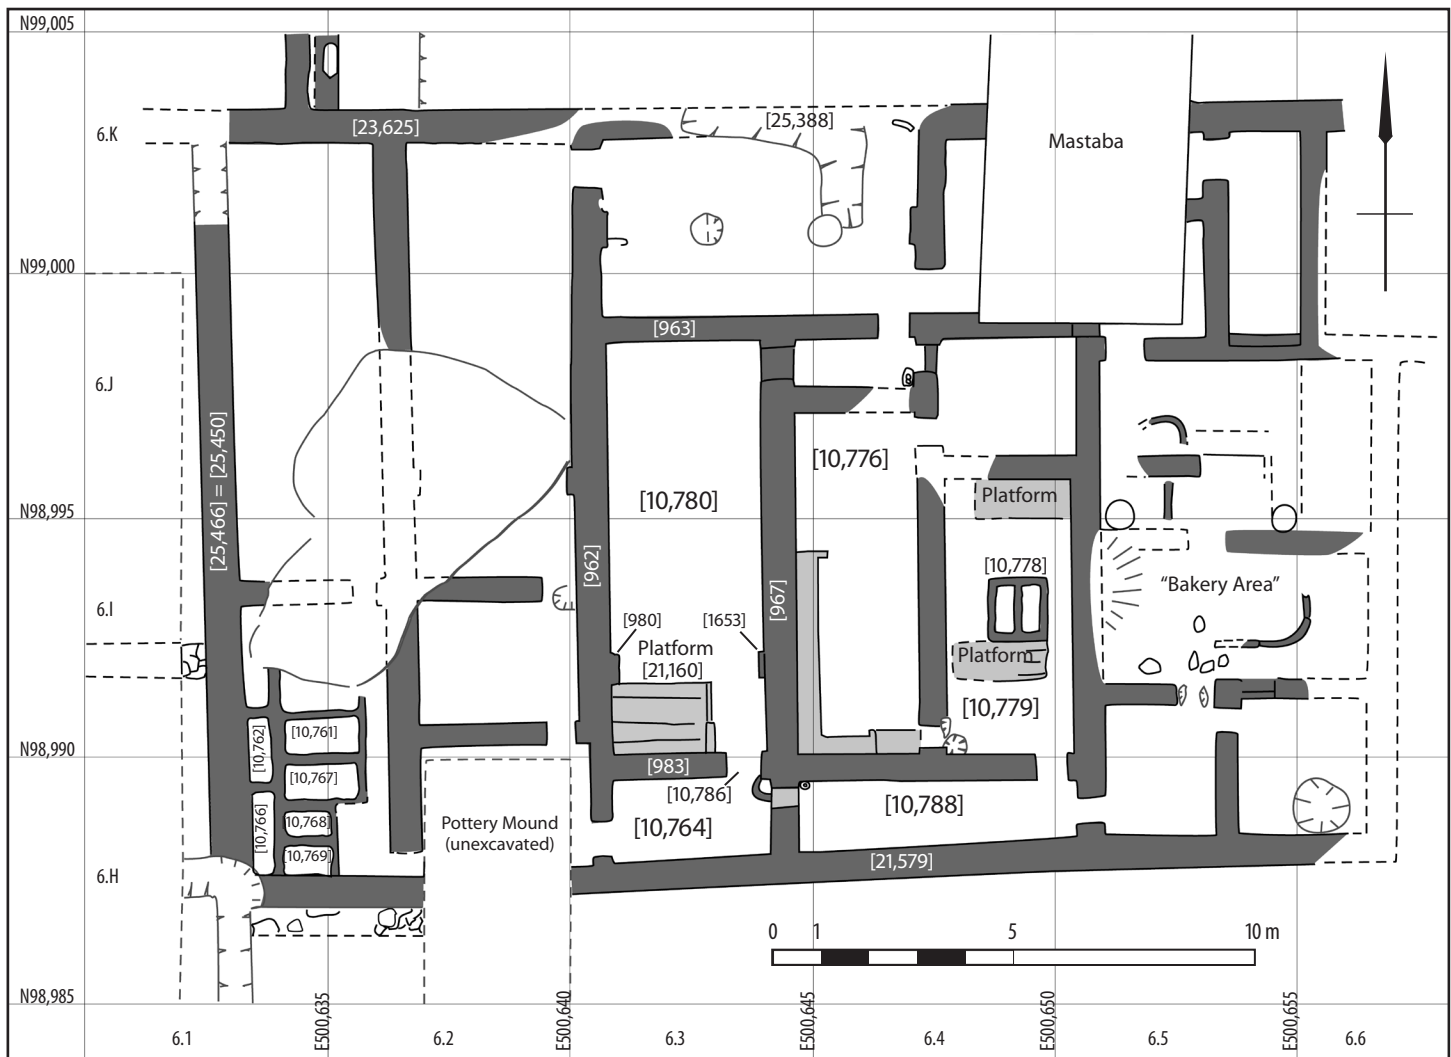 N99,005
6.K
[23,625]
[25,388]
Mastaba
N99,000
[963]
6.J
[25,466] = [25,450]
[10,776]
[10,780]
Platform
N98,995
[962]
[967]
[10,778]
"Bakery Area"
6.I
[980]
[1653]
Platform
[21,160]
Platform
[10,779]
[10,762]
[10,761]
N98,990
[983]
[10,767]
[10,786]
[10,788]
[10,766]
[10,768]
Pottery Mound
(unexcavated)
[10,764]
[10,769]
[21,579]
6.H
0 1 5 10 m
N98,985
E500,635
E500,640
E500,645
E500,650
E500,655
6.1 6.2 6.3 6.4 6.5 6.6